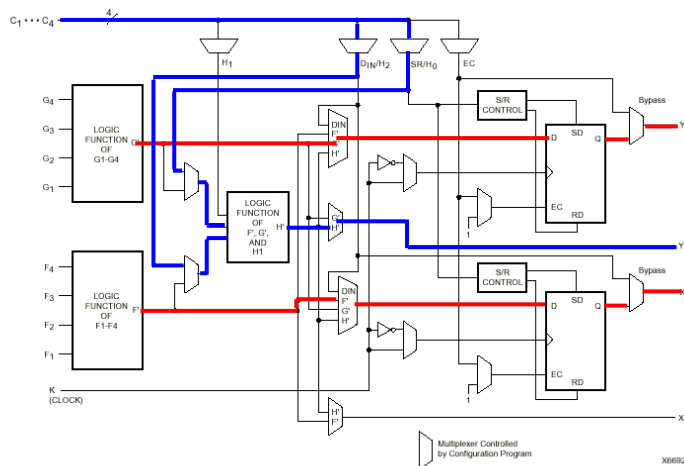 C1 ··· C4
4
H1
DIN/H2
SR/H0
EC
G4
G3
G2
G1
LOGIC
FUNCTION
OF
G1-G4
G'
DIN
F'
G'
H'
S/R
CONTROL
Bypass
Y
D
SD
Q
EC
RD
1
LOGIC
FUNCTION
OF
F', G',
AND
H1
H'
G'
H'
Y
F4
F3
F2
F1
LOGIC
FUNCTION
OF
F1-F4
F'
DIN
F'
G'
H'
S/R
CONTROL
Bypass
X
D
SD
Q
EC
RD
1
K
(CLOCK)
H'
F'
X
Multiplexer Controlled
by Configuration Program
X6692